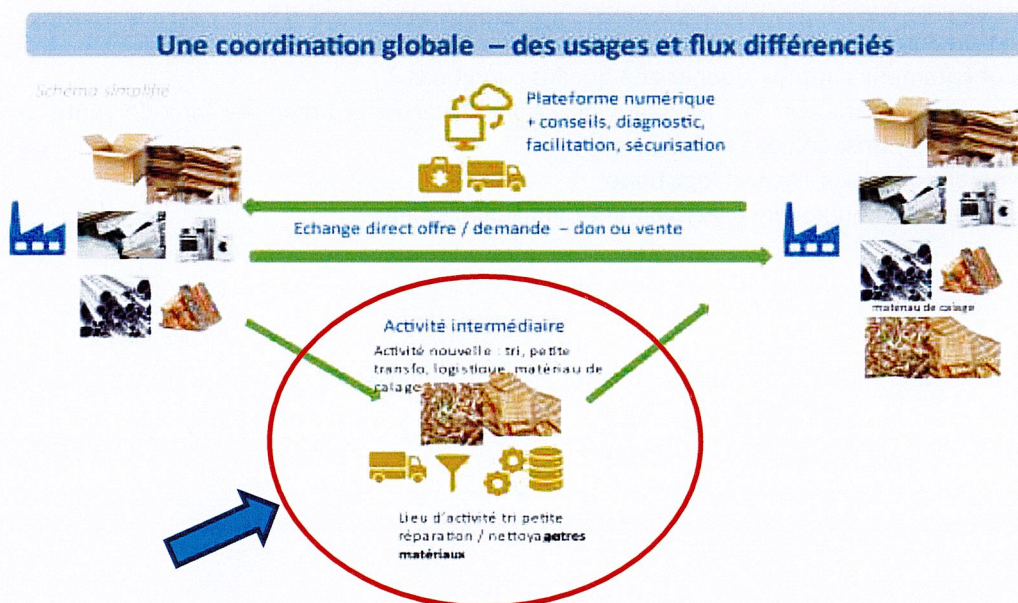 Une coordination globale – des usages et flux différenciés
Schéma simplifié
Plateforme numérique
+ conseils, diagnostic,
facilitation, sécurisation
Echange direct offre / demande – don ou vente
Activité intermédiaire
Activité nouvelle : tri, petite
transfo, logistique, matériau de
calage
matériau de calage
Lieu d'activité tri petite
réparation / nettoyage
autres
matériaux